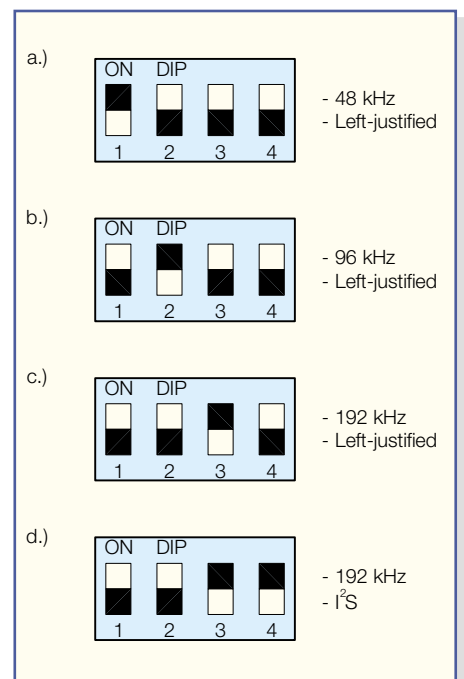 a.)
ON DIP
1 2 3 4
- 48 kHz
- Left-justified
b.)
ON DIP
1 2 3 4
- 96 kHz
- Left-justified
c.)
ON DIP
1 2 3 4
- 192 kHz
- Left-justified
d.)
ON DIP
1 2 3 4
- 192 kHz
- I²S